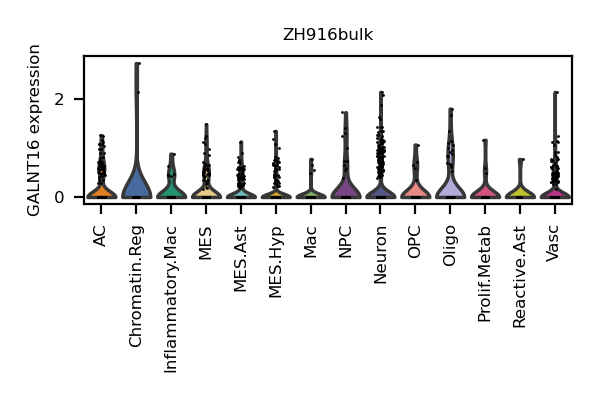 ZH916bulk
GALNT16 expression
2
0
AC
Chromatin.Reg
Inflammatory.Mac
MES
MES.Ast
MES.Hyp
Mac
NPC
Neuron
OPC
Oligo
Prolif.Metab
Reactive.Ast
Vasc